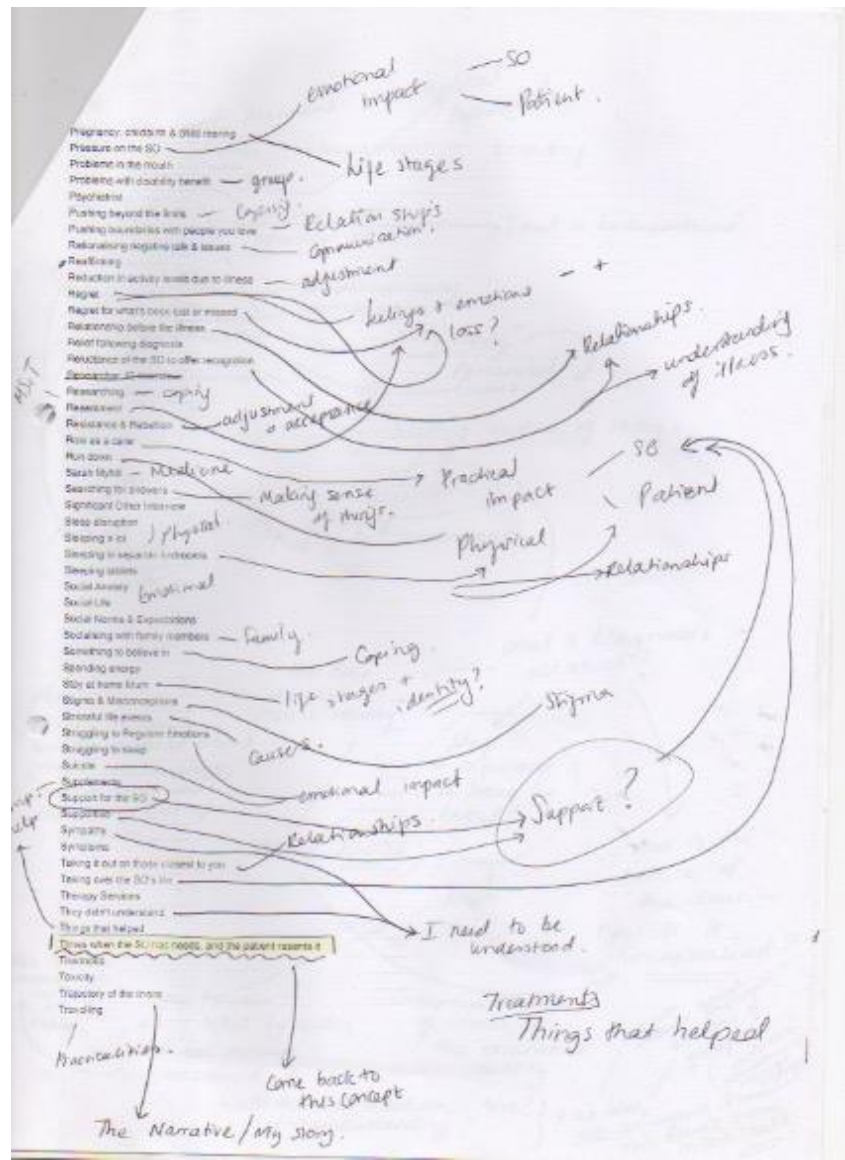 emotional impact — SO
Patient.
Pregnancy, childbirth & child rearing
Pressure on the SO
Life stages
Problems in the mouth
Problems with disability benefit — group.
Psychiatrist
Pushing beyond the limits — Coping.
Pushing boundaries with people you love — Relationships
Rationalising negative talk & issues — Communication.
Reaffirming
Reduction in activity levels due to illness — adjustment
Regret
feelings + emotions - +
Regret for what's been lost or missed
loss?
Relationship before the illness
Relationships.
Relief following diagnosis
Reluctance of the SO to offer recognition
understanding of illness.
Researching — coping
Resentment
Resistance & Rebellion — adjustment & acceptance
Role as a carer
Practical impact
SO
Patient
Run down
Sarah Myhill — Medicine
Searching for answers — Making sense of things.
Significant Other Interview
Physical
Sleep disruption
Sleeping a lot
physical.
Sleeping in separate bedrooms
Relationships
Sleeping tablets
Social Anxiety
Emotional
Social Life
Social Norms & Expectations
Socialising with family members — Family.
Something to believe in — Coping.
Spending energy
Stay at home Mum — life stages + identity?
Stigma & Misconceptions
Stigma
Stressful life events
causes.
Struggling to Regulate Emotions
Struggling to sleep
Suicide
emotional impact
Supplements
Support for the SO
Support?
Supportive
Sympathy
Relationships.
Symptoms
Taking it out on those closest to you
Taking over the SO's life
Therapy Services
They didn't understand
I need to be understood.
Things that helped
help
Times when the SO has needs, and the patient resents it
Toxicity
Trajectory of the illness
Travelling
Treatments
Things that helped
Practicalities.
Come back to this concept
The Narrative / My story.